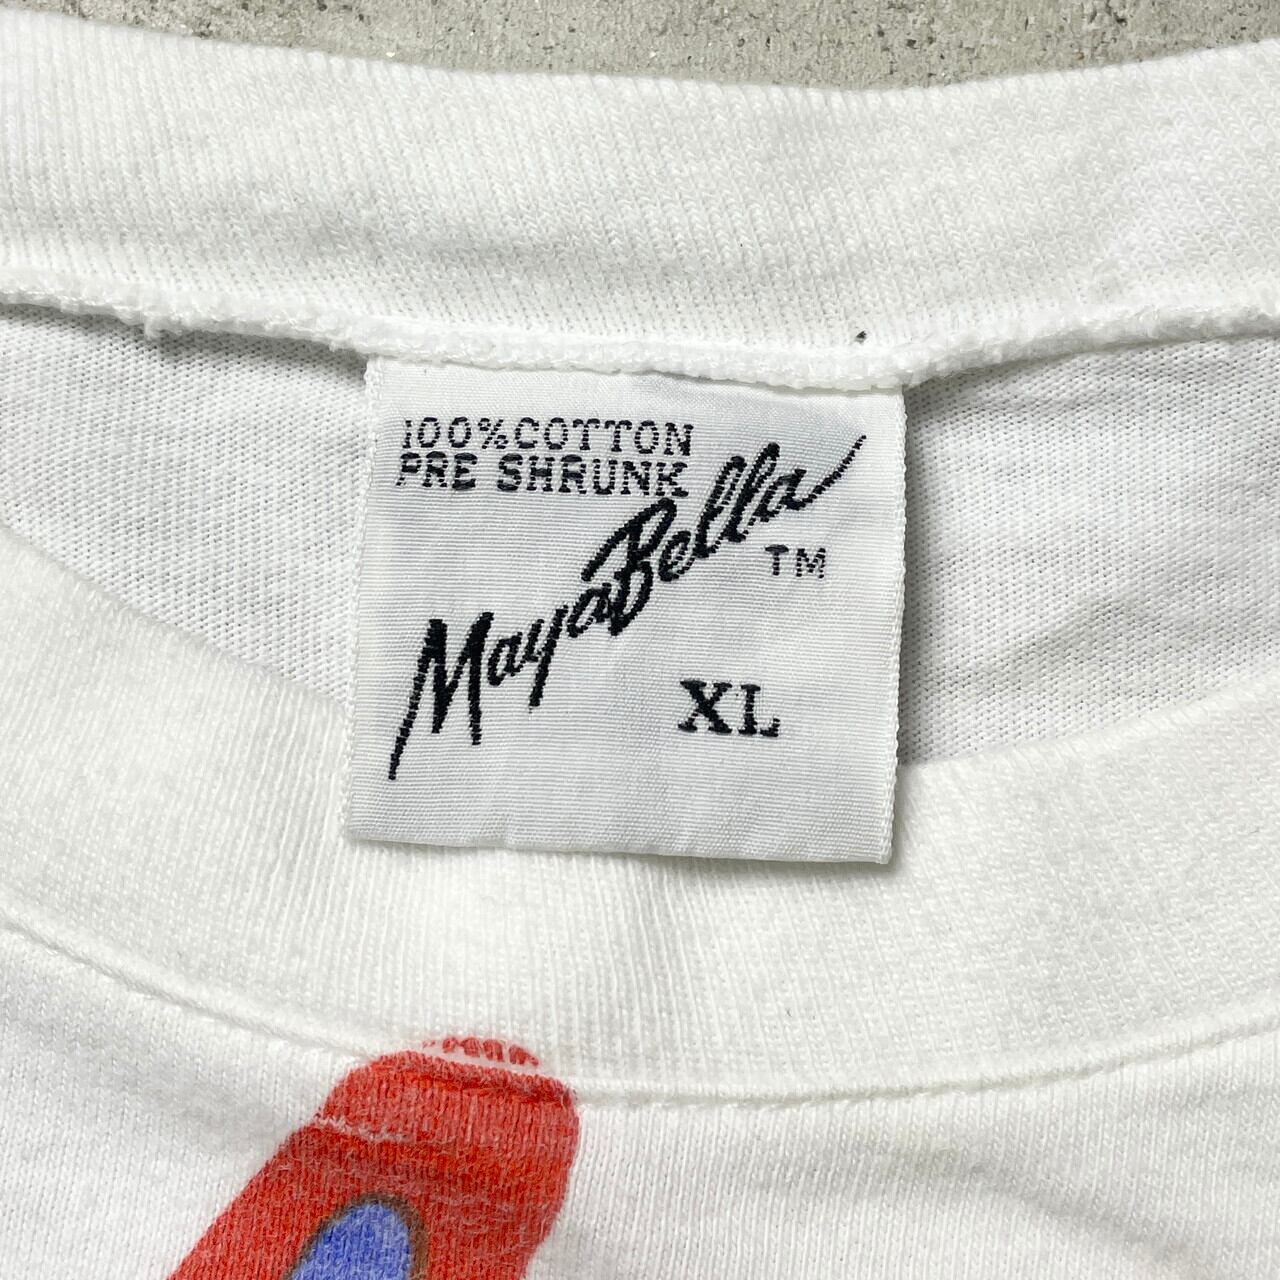 100%COTTON
PRE SHRUNK
MayaBella
TM
XL